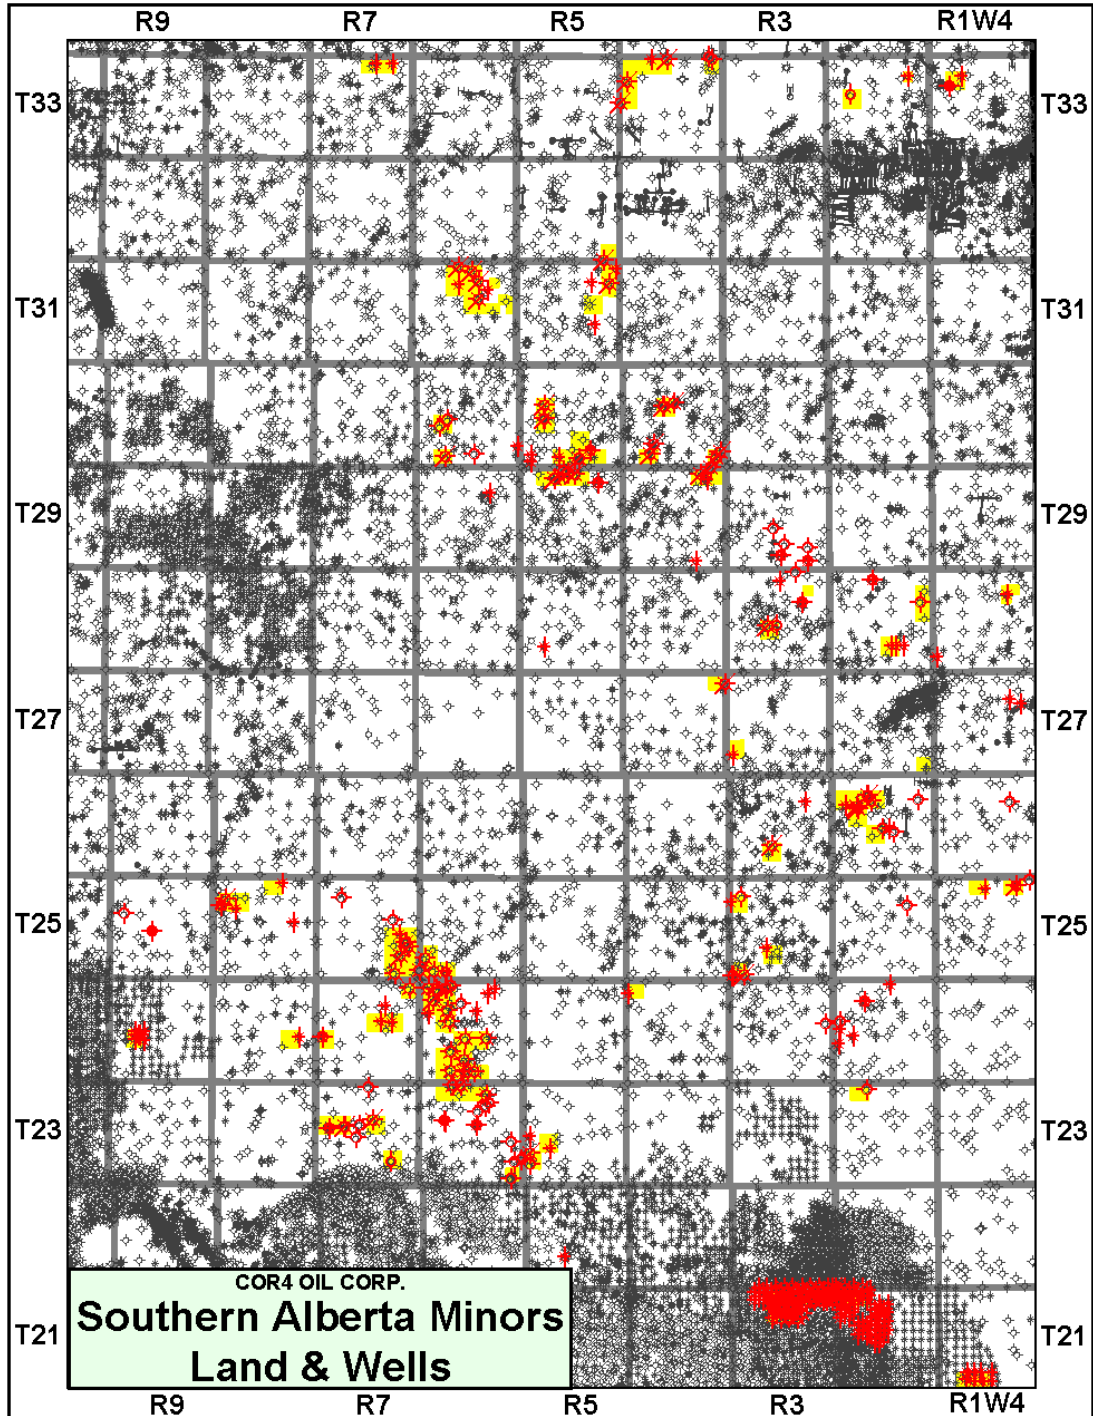 R9 R7 R5 R3 R1W4
T33 T33
T31 T31
T29 T29
T27 T27
T25 T25
T23 T23
T21 T21
COR4 OIL CORP.
Southern Alberta Minors
Land & Wells
R9 R7 R5 R3 R1W4